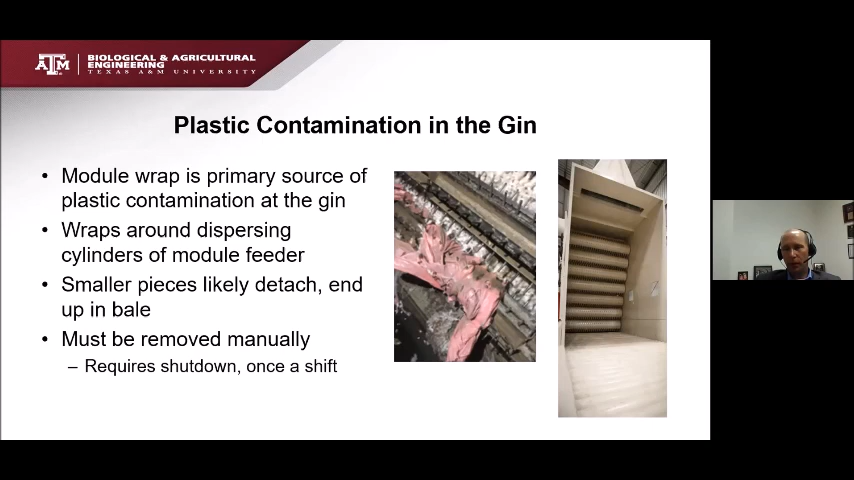 ATM
BIOLOGICAL & AGRICULTURAL
ENGINEERING
TEXAS A&M UNIVERSITY
Plastic Contamination in the Gin
• Module wrap is primary source of
plastic contamination at the gin
• Wraps around dispersing
cylinders of module feeder
• Smaller pieces likely detach, end
up in bale
• Must be removed manually
– Requires shutdown, once a shift